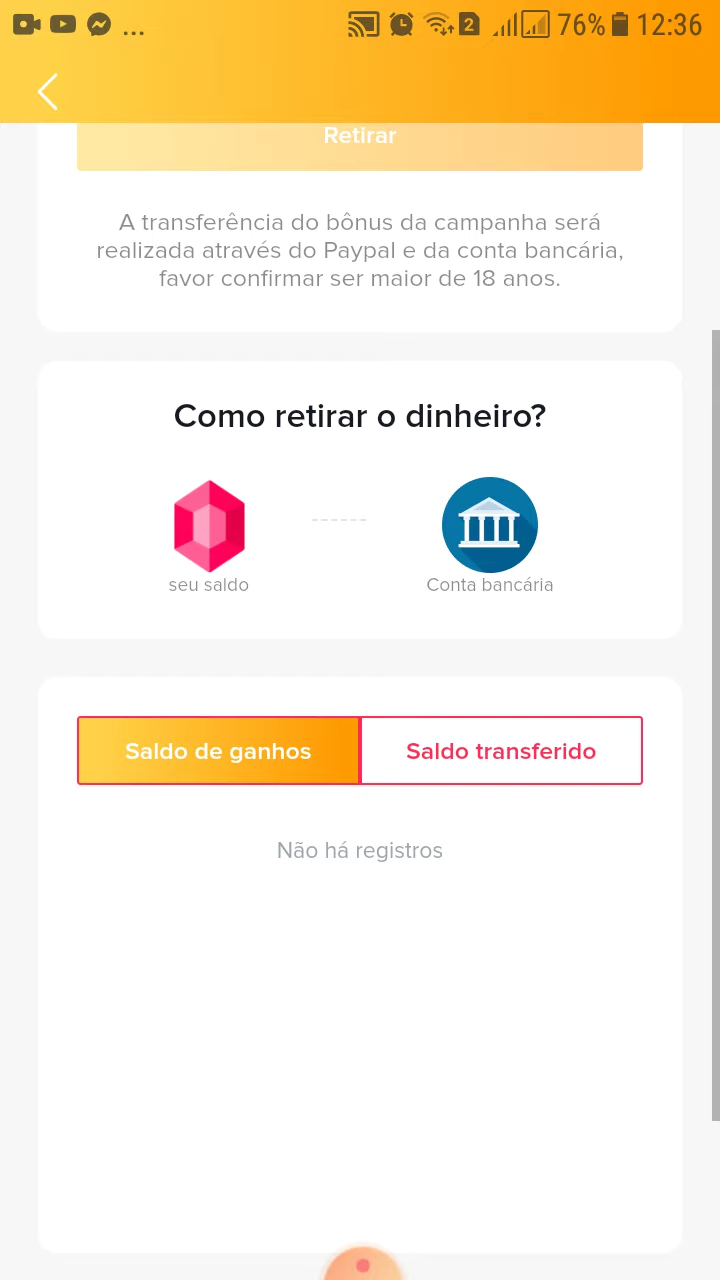 ... 2 76% 12:36
Retirar
A transferência do bônus da campanha será
realizada através do Paypal e da conta bancária,
favor confirmar ser maior de 18 anos.
Como retirar o dinheiro?
seu saldo Conta bancária
Saldo de ganhos Saldo transferido
Não há registros